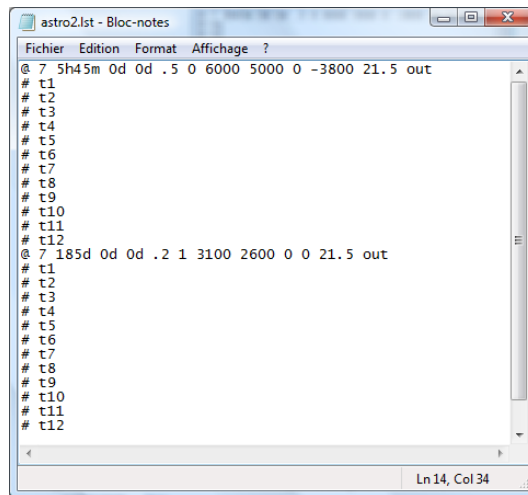 astro2.lst - Bloc-notes
Fichier Edition Format Affichage ?
@ 7 5h45m 0d 0d .5 0 6000 5000 0 -3800 21.5 out
# t1
# t2
# t3
# t4
# t5
# t6
# t7
# t8
# t9
# t10
# t11
# t12
@ 7 185d 0d 0d .2 1 3100 2600 0 0 21.5 out
# t1
# t2
# t3
# t4
# t5
# t6
# t7
# t8
# t9
# t10
# t11
# t12
Ln 14, Col 34